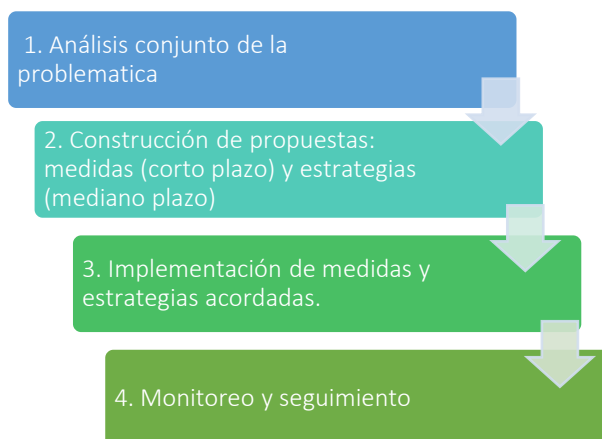 1. Análisis conjunto de la
problematica
2. Construcción de propuestas:
medidas (corto plazo) y estrategias
(mediano plazo)
3. Implementación de medidas y
estrategias acordadas.
4. Monitoreo y seguimiento